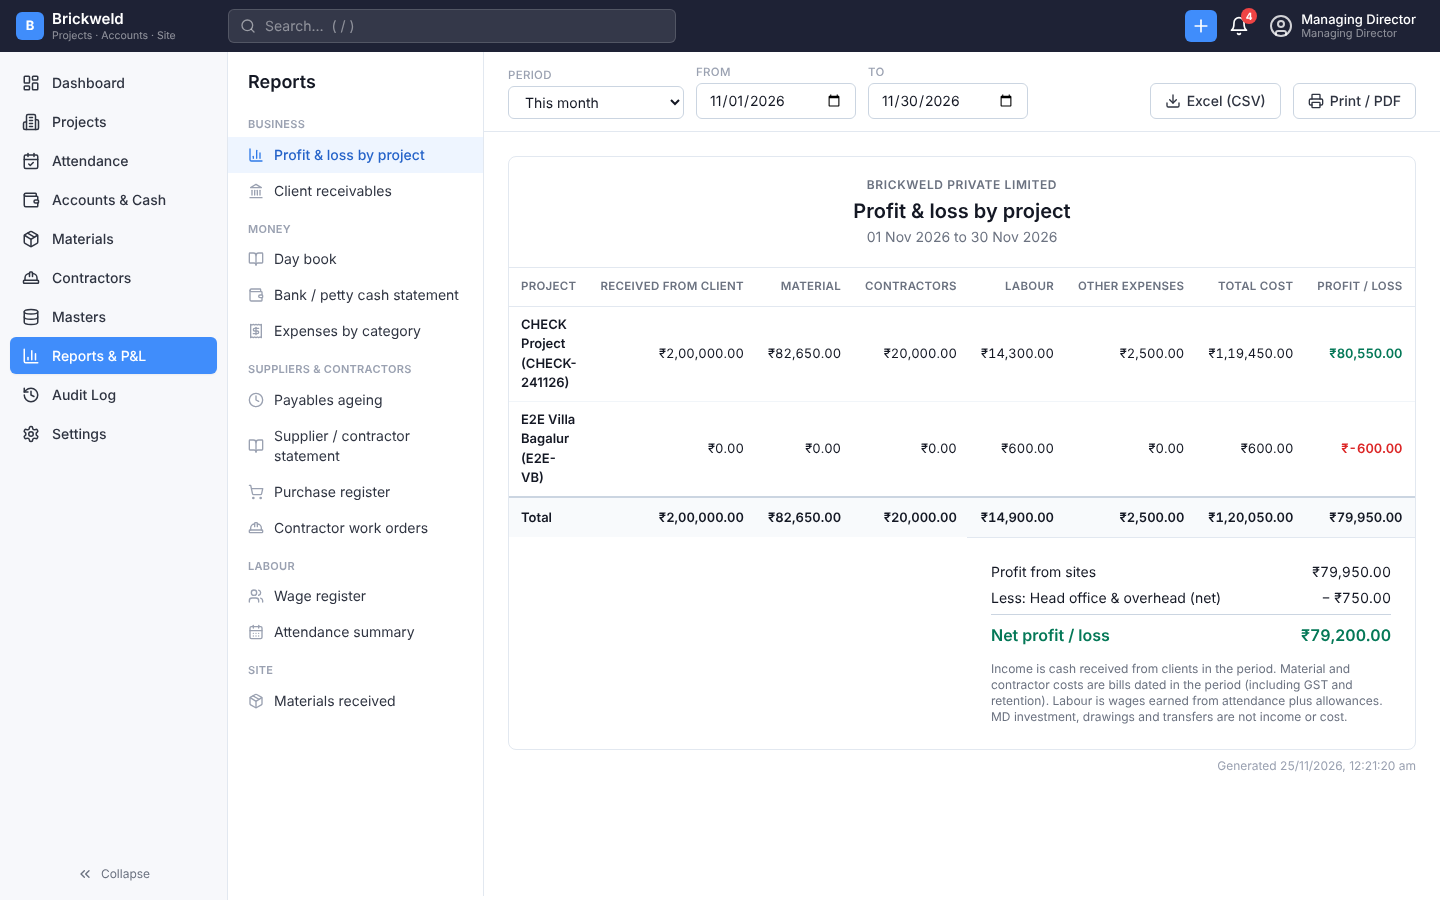 B
Brickweld
Projects · Accounts · Site
Search... ( / )
4
Managing Director
Managing Director
Dashboard
Projects
Attendance
Accounts & Cash
Materials
Contractors
Masters
Reports & P&L
Audit Log
Settings
Collapse
Reports
BUSINESS
Profit & loss by project
Client receivables
MONEY
Day book
Bank / petty cash statement
Expenses by category
SUPPLIERS & CONTRACTORS
Payables ageing
Supplier / contractor
statement
Purchase register
Contractor work orders
LABOUR
Wage register
Attendance summary
SITE
Materials received
PERIOD
This month
FROM
11/01/2026
TO
11/30/2026
Excel (CSV)
Print / PDF
BRICKWELD PRIVATE LIMITED
Profit & loss by project
01 Nov 2026 to 30 Nov 2026
PROJECT RECEIVED FROM CLIENT MATERIAL CONTRACTORS LABOUR OTHER EXPENSES TOTAL COST PROFIT / LOSS
CHECK
Project
(CHECK-
241126)
₹2,00,000.00 ₹82,650.00 ₹20,000.00 ₹14,300.00 ₹2,500.00 ₹1,19,450.00 ₹80,550.00
E2E Villa
Bagalur
(E2E-
VB)
₹0.00 ₹0.00 ₹0.00 ₹600.00 ₹0.00 ₹600.00 ₹-600.00
Total ₹2,00,000.00 ₹82,650.00 ₹20,000.00 ₹14,900.00 ₹2,500.00 ₹1,20,050.00 ₹79,950.00
Profit from sites ₹79,950.00
Less: Head office & overhead (net) − ₹750.00
Net profit / loss ₹79,200.00
Income is cash received from clients in the period. Material and
contractor costs are bills dated in the period (including GST and
retention). Labour is wages earned from attendance plus allowances.
MD investment, drawings and transfers are not income or cost.
Generated 25/11/2026, 12:21:20 am